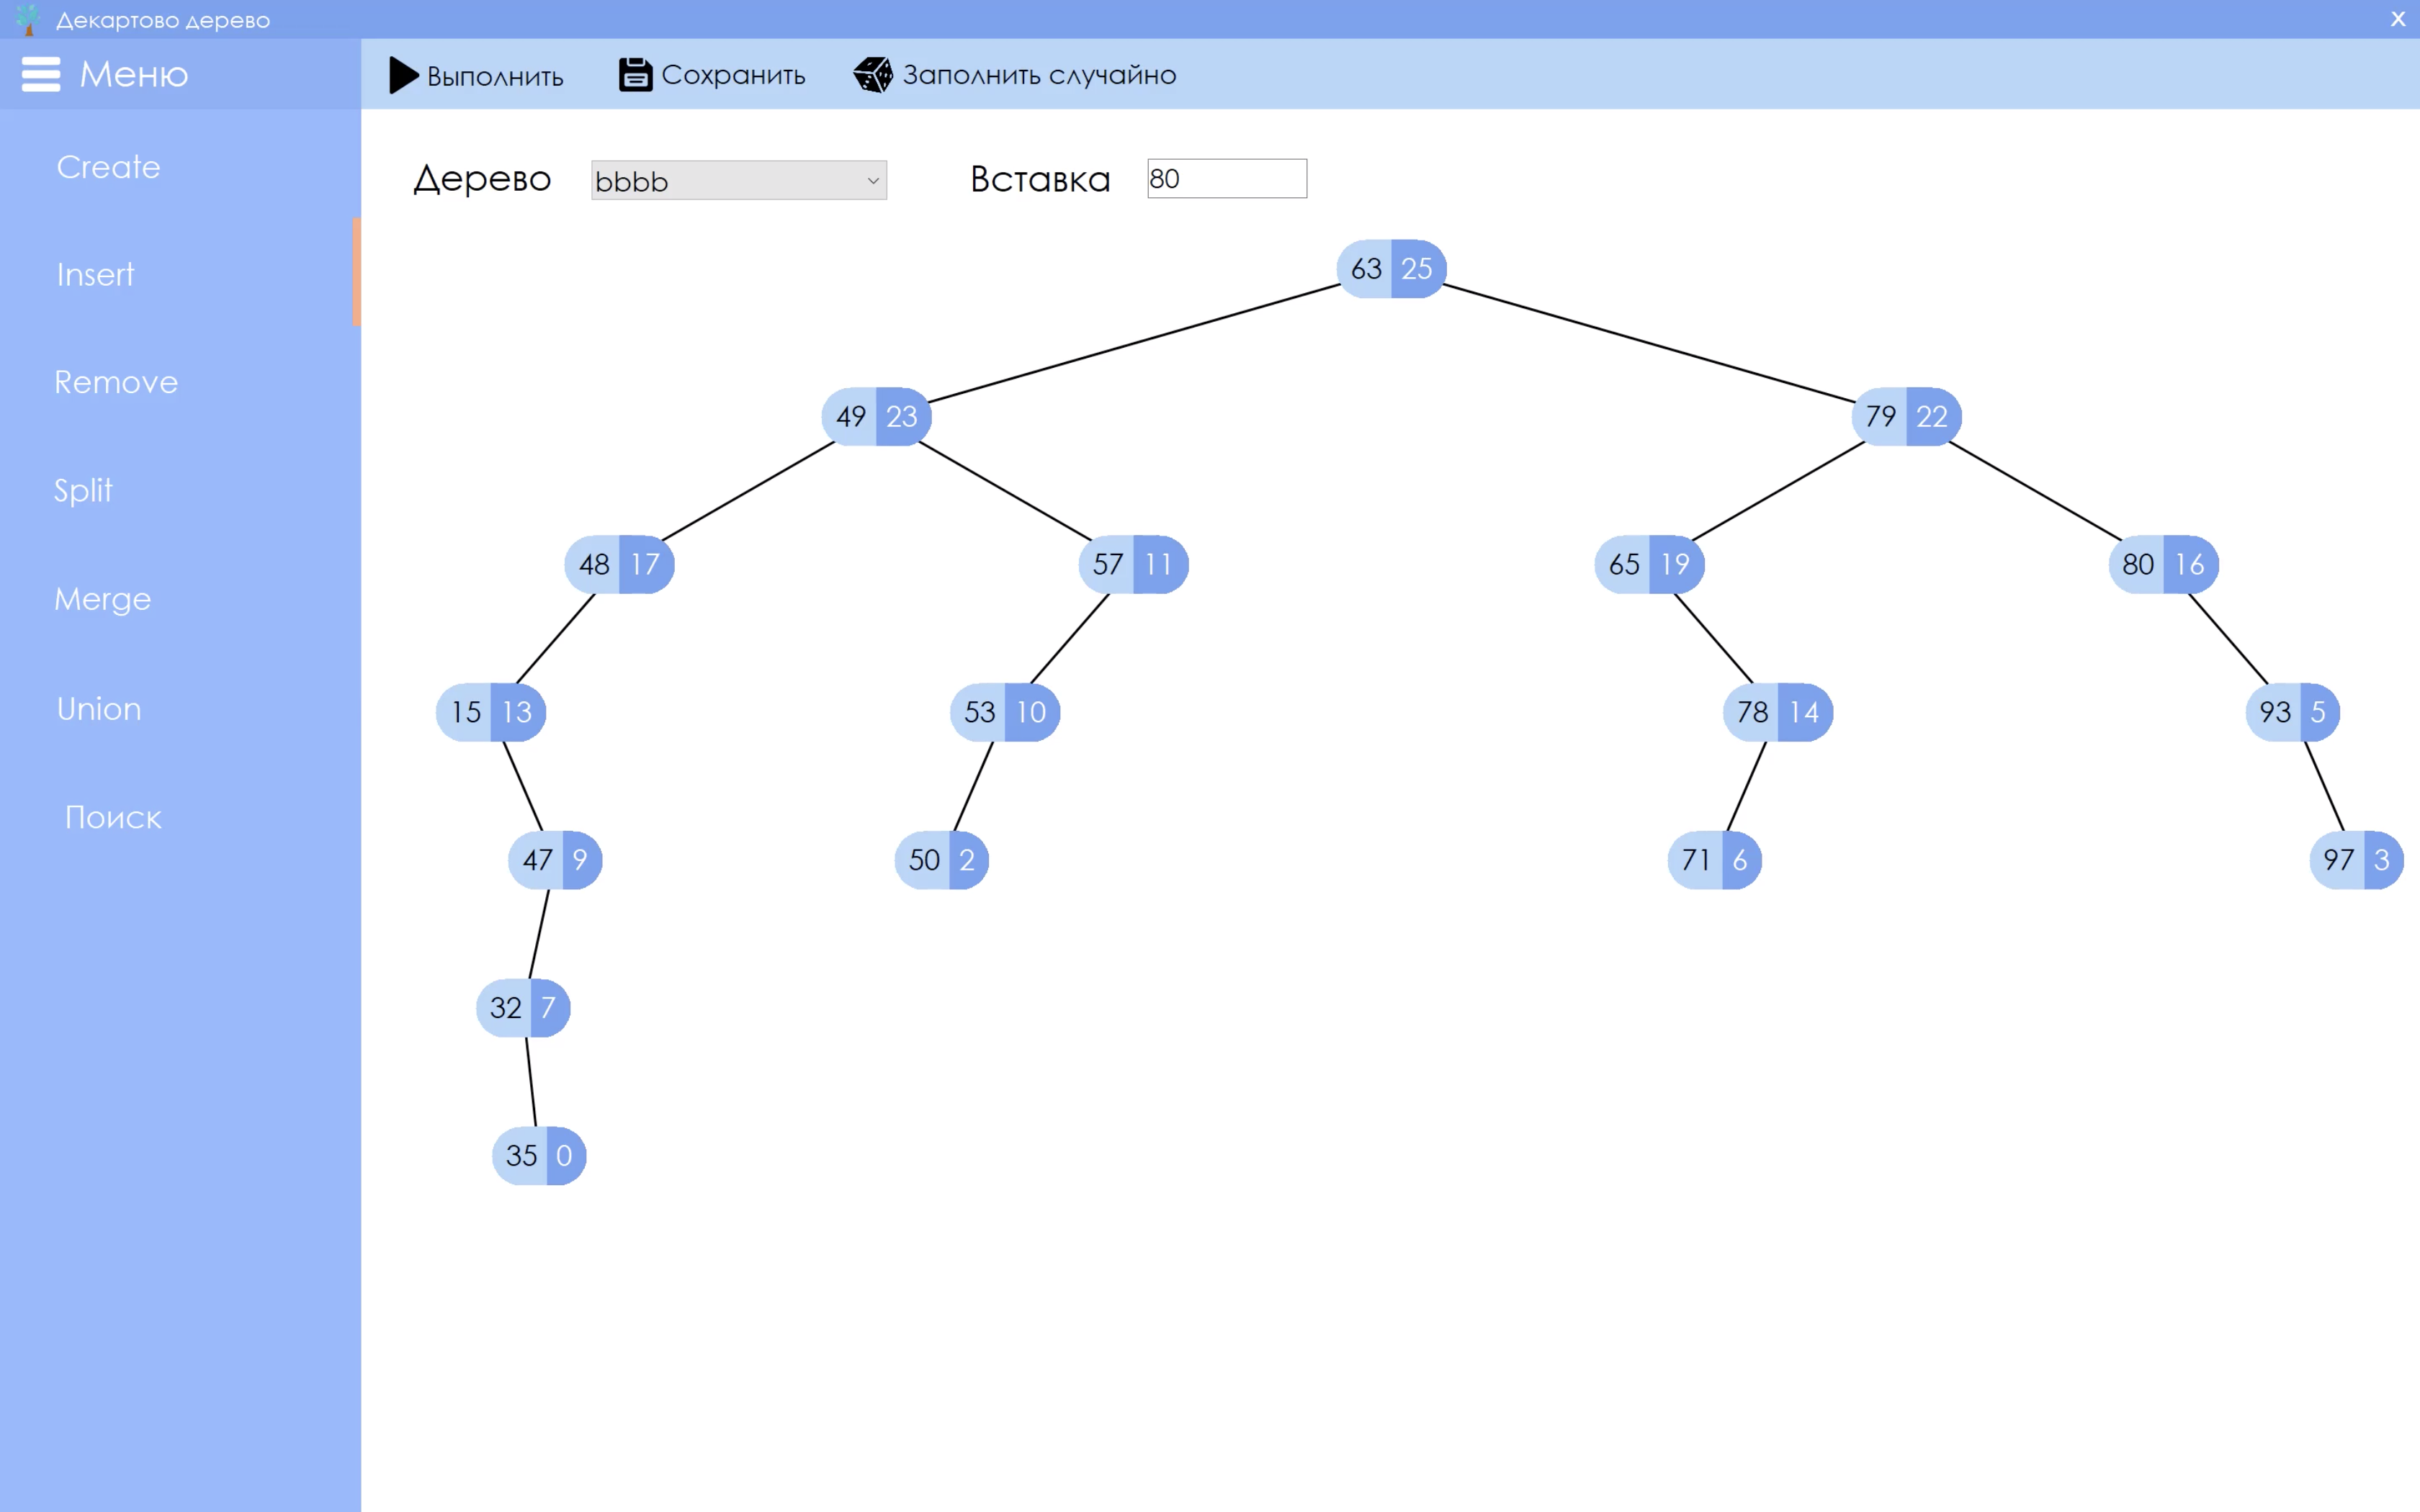 Декартово дерево
X
Меню
Выполнить
Сохранить
Заполнить случайно
Create
Insert
Remove
Split
Merge
Union
Поиск
Дерево
bbbb
Вставка
80
63 25
49 23
79 22
48 17
57 11
65 19
80 16
15 13
53 10
78 14
93 5
47 9
50 2
71 6
97 3
32 7
35 0